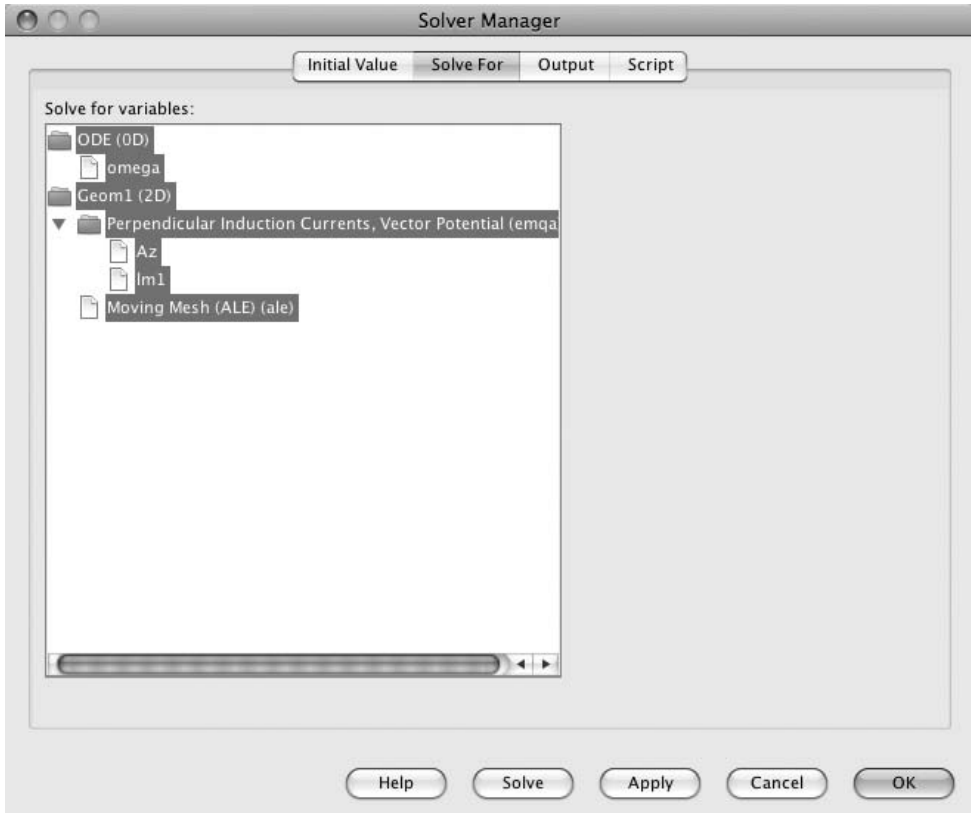 Solver Manager
Initial Value Solve For Output Script
Solve for variables:
ODE (0D)
omega
Geom1 (2D)
Perpendicular Induction Currents, Vector Potential (emqa
Az
lm1
Moving Mesh (ALE) (ale)
Help Solve Apply Cancel OK